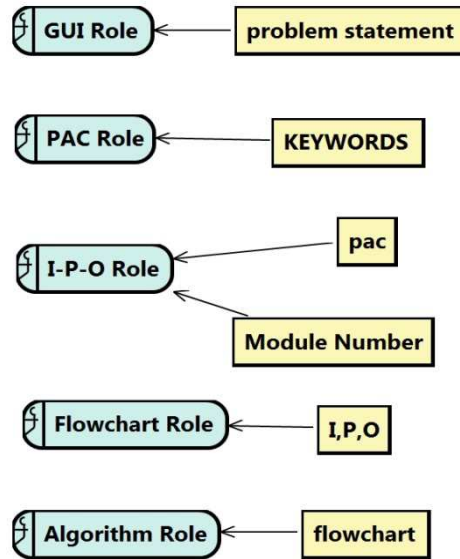 GUI Role
problem statement
PAC Role
KEYWORDS
pac
I-P-O Role
Module Number
Flowchart Role
I,P,O
Algorithm Role
flowchart